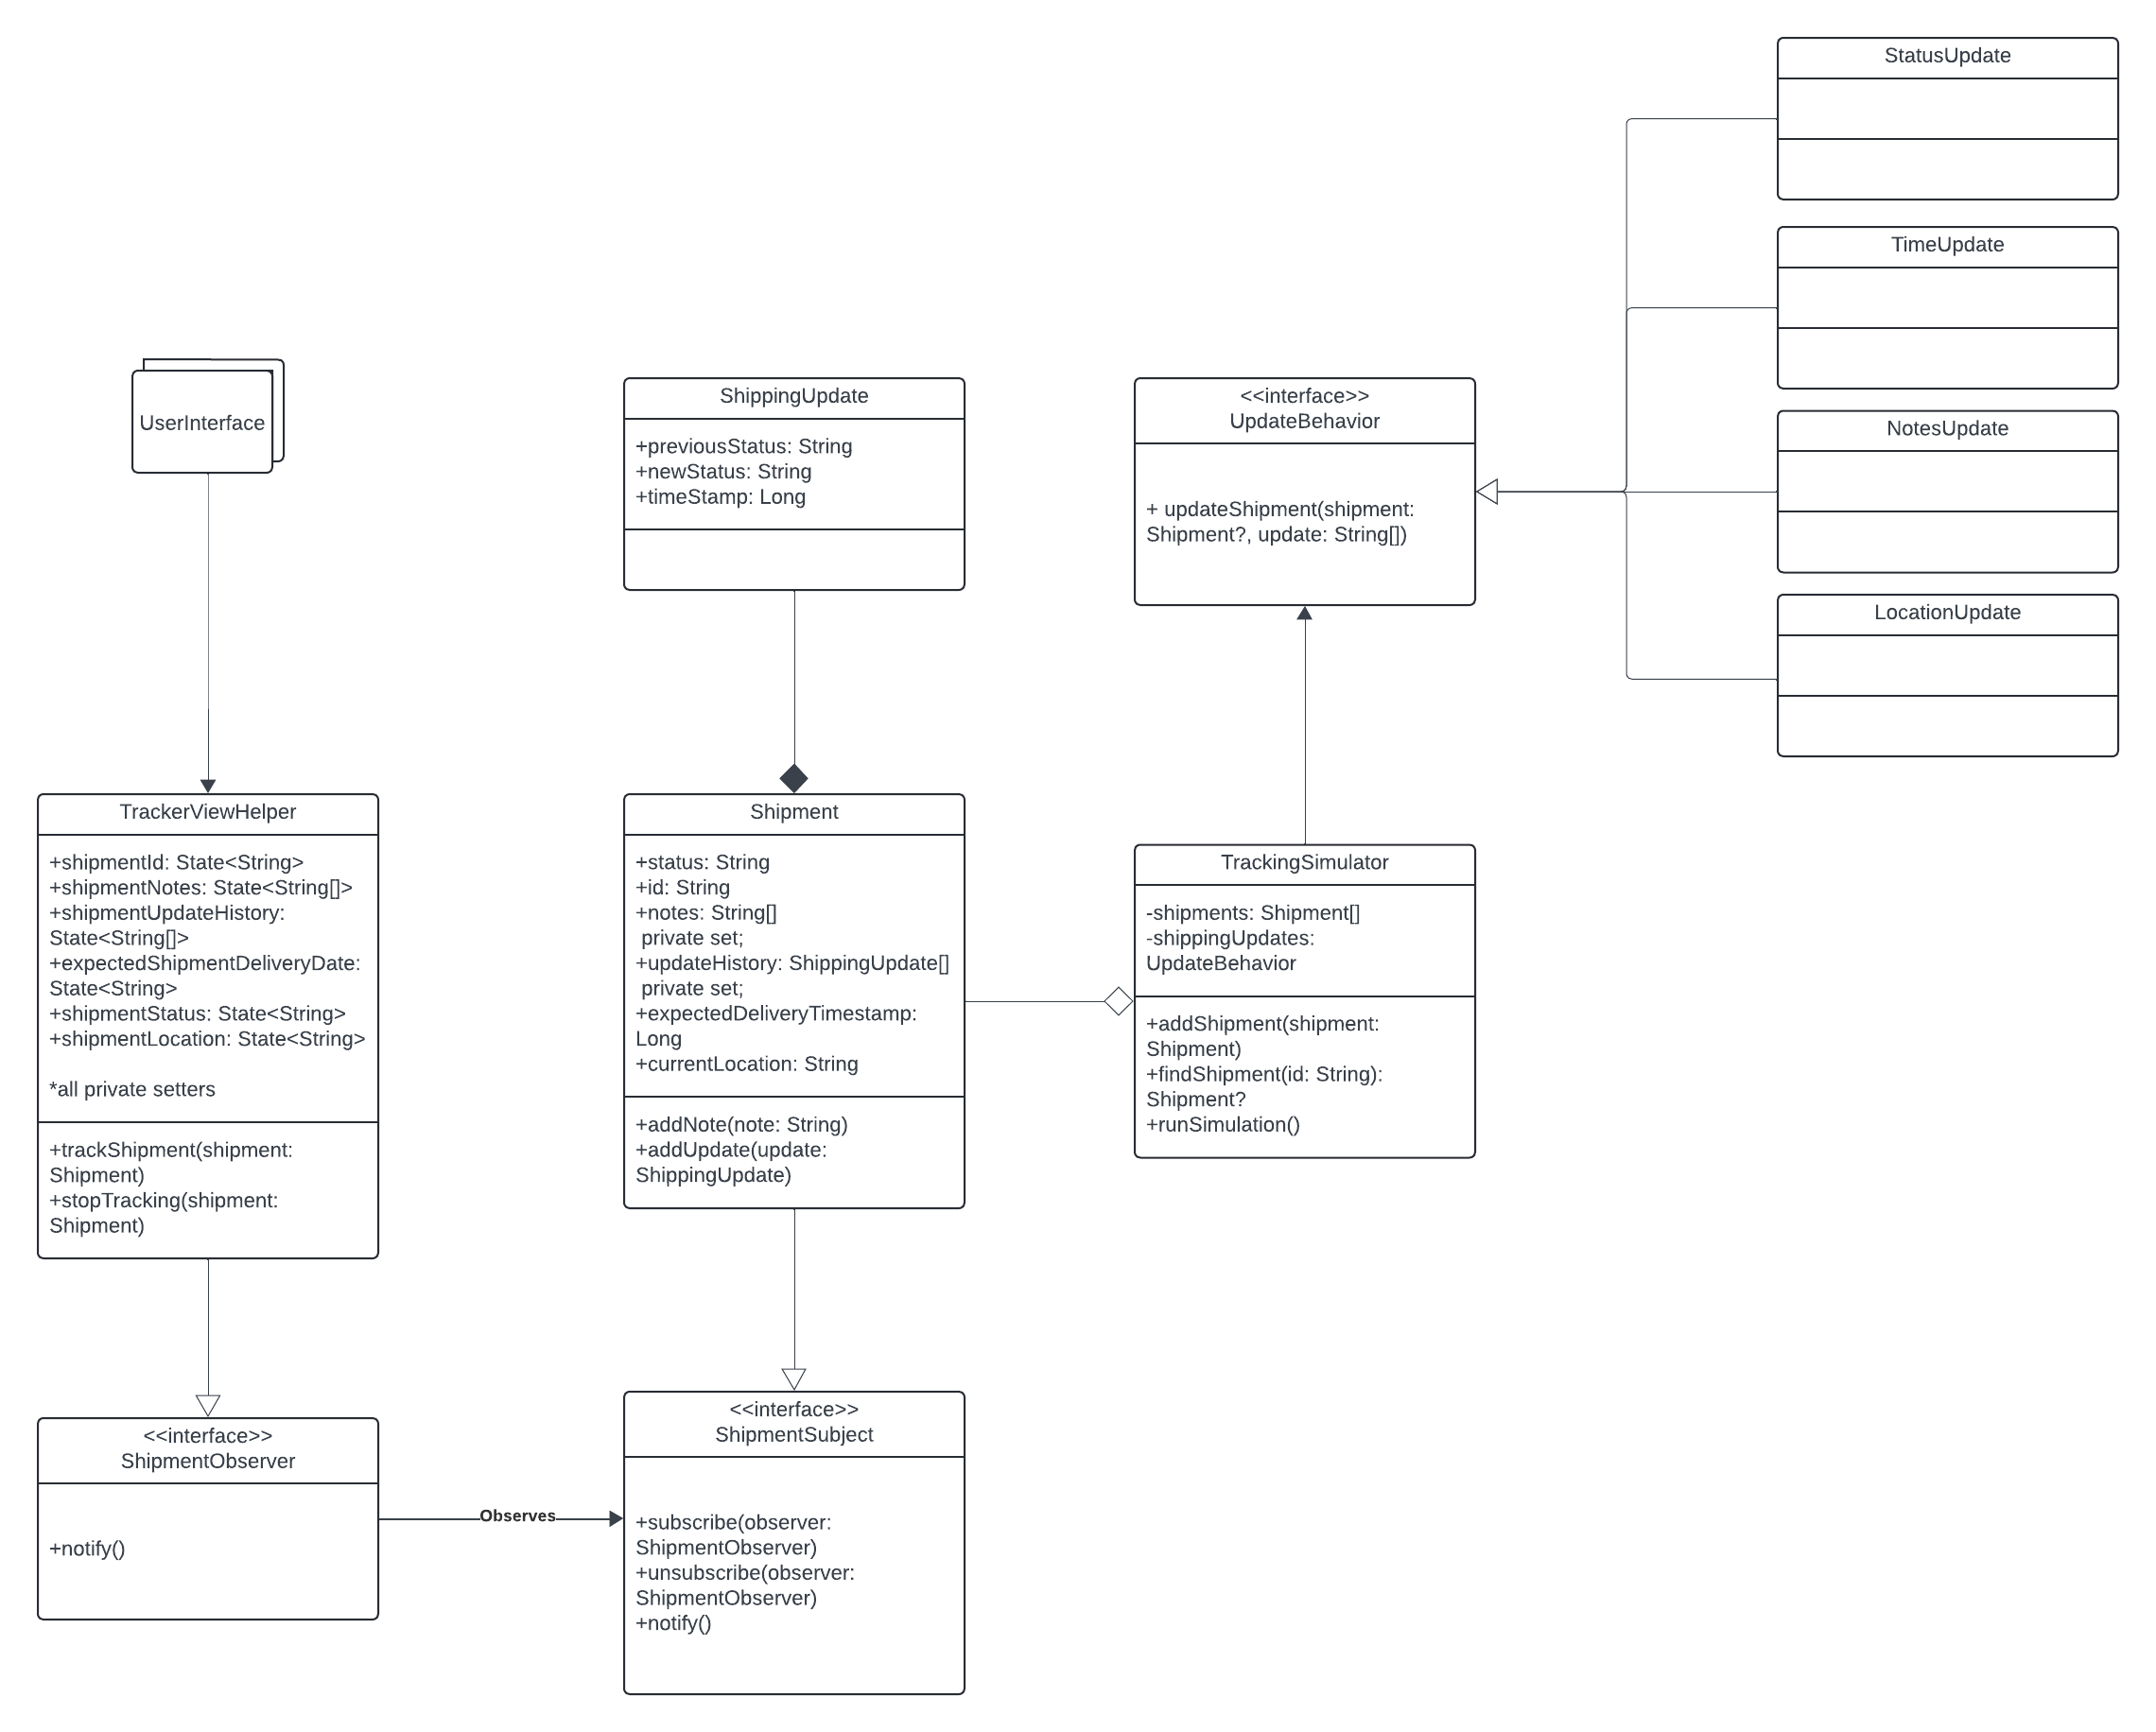 StatusUpdate
TimeUpdate
NotesUpdate
LocationUpdate
UserInterface
ShippingUpdate
+previousStatus: String
+newStatus: String
+timeStamp: Long
<<interface>>
UpdateBehavior
+ updateShipment(shipment:
Shipment?, update: String[])
TrackerViewHelper
+shipmentId: State<String>
+shipmentNotes: State<String[]>
+shipmentUpdateHistory:
State<String[]>
+expectedShipmentDeliveryDate:
State<String>
+shipmentStatus: State<String>
+shipmentLocation: State<String>
*all private setters
+trackShipment(shipment:
Shipment)
+stopTracking(shipment:
Shipment)
Shipment
+status: String
+id: String
+notes: String[]
private set;
+updateHistory: ShippingUpdate[]
private set;
+expectedDeliveryTimestamp:
Long
+currentLocation: String
+addNote(note: String)
+addUpdate(update:
ShippingUpdate)
TrackingSimulator
-shipments: Shipment[]
-shippingUpdates:
UpdateBehavior
+addShipment(shipment:
Shipment)
+findShipment(id: String):
Shipment?
+runSimulation()
<<interface>>
ShipmentObserver
+notify()
Observes
<<interface>>
ShipmentSubject
+subscribe(observer:
ShipmentObserver)
+unsubscribe(observer:
ShipmentObserver)
+notify()